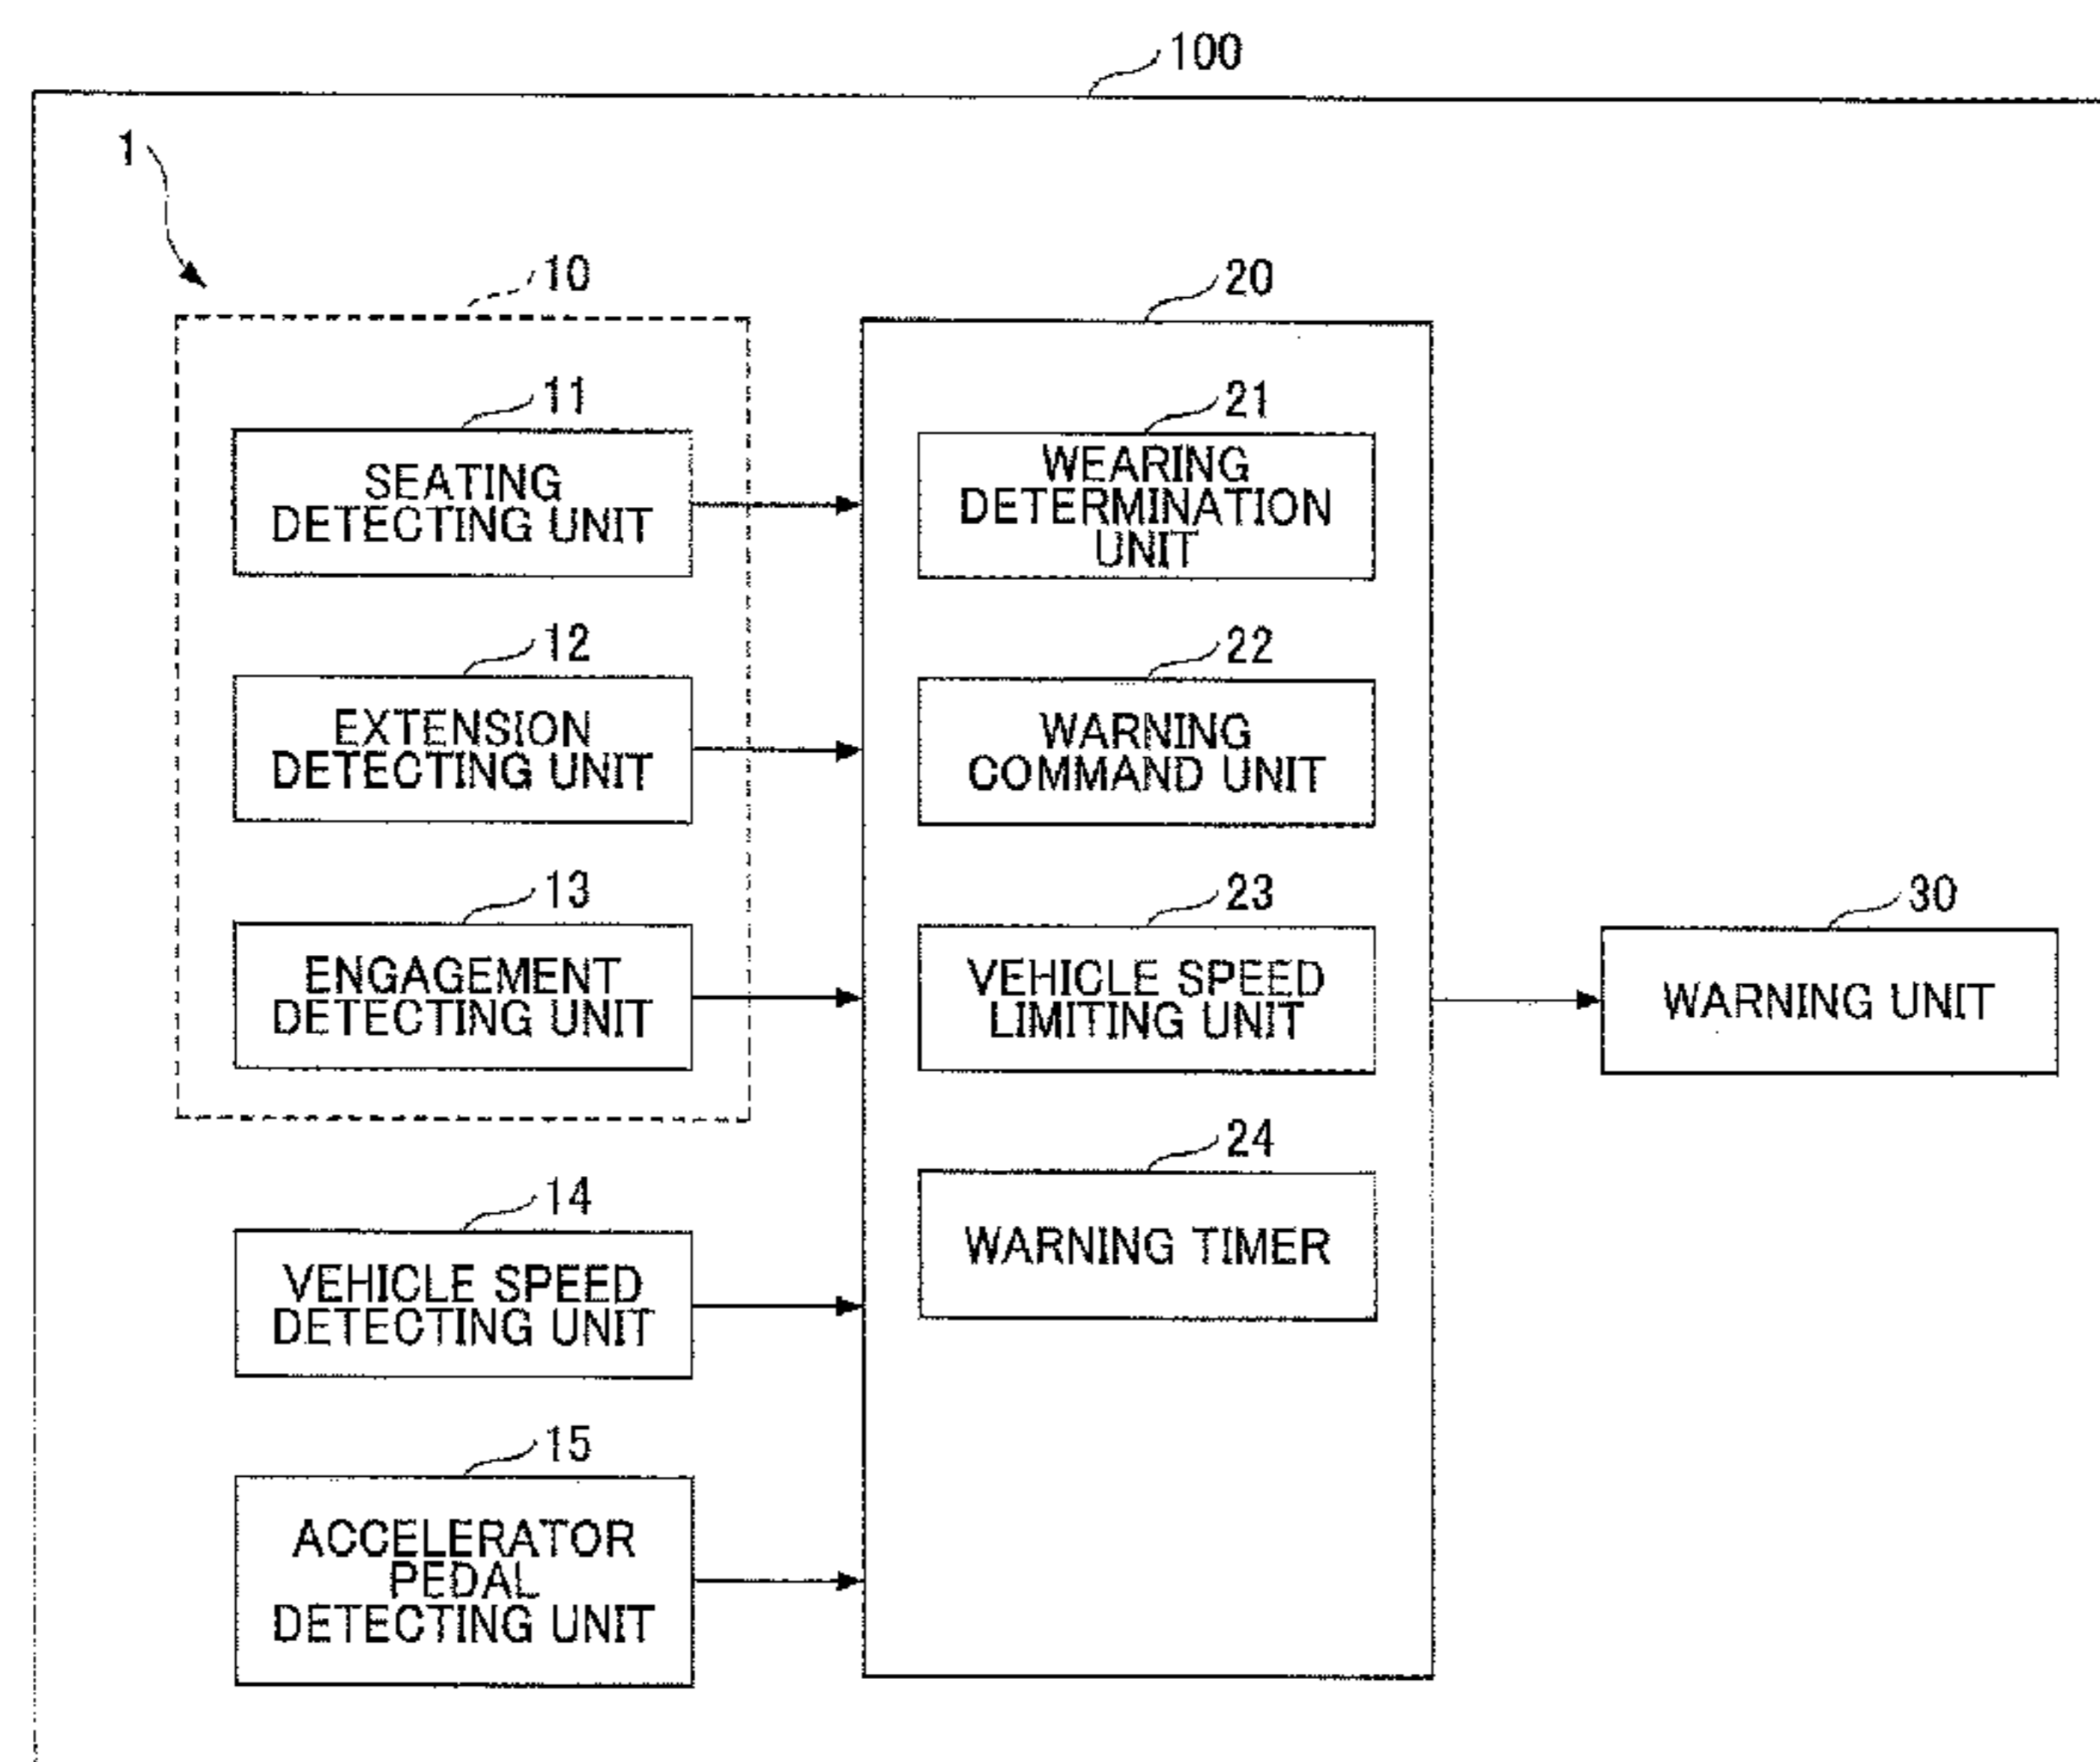 100
1
10
20
11
SEATING
DETECTING UNIT
21
WEARING
DETERMINATION
UNIT
12
EXTENSION
DETECTING UNIT
22
WARNING
COMMAND UNIT
13
ENGAGEMENT
DETECTING UNIT
23
VEHICLE SPEED
LIMITING UNIT
30
WARNING UNIT
14
VEHICLE SPEED
DETECTING UNIT
24
WARNING TIMER
15
ACCELERATOR
PEDAL
DETECTING UNIT